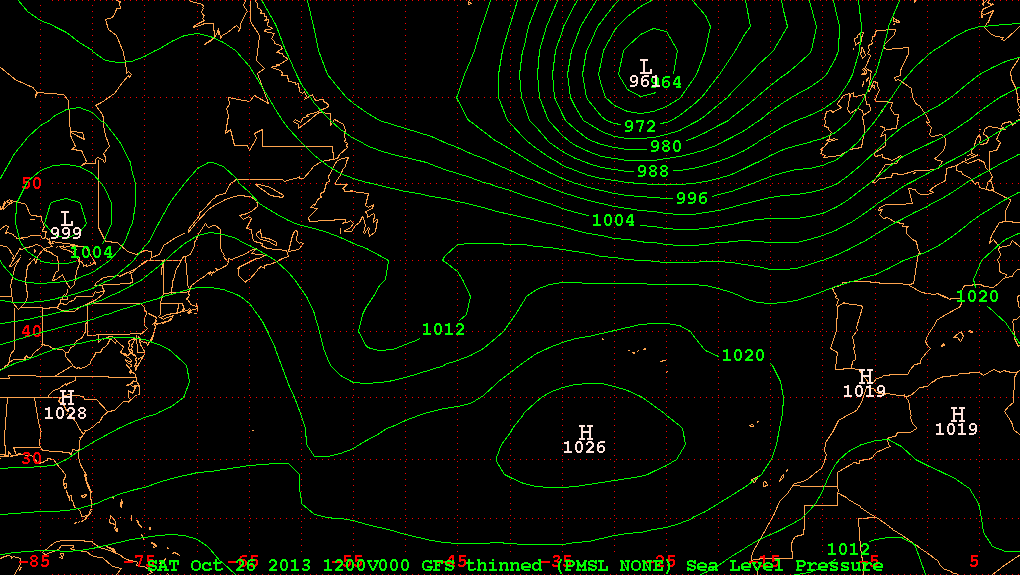 L
961
964
972
980
988
50
996
L
1004
999
1004
1020
40
1012
1020
H
1019
H
1028
H
1019
H
1026
30
1012
-85 -75 -65 -55 -45 -35 -25 -15 5
SAT Oct 26 2013 1200V000 GFS thinned (PMSL NONE) Sea Level Pressure